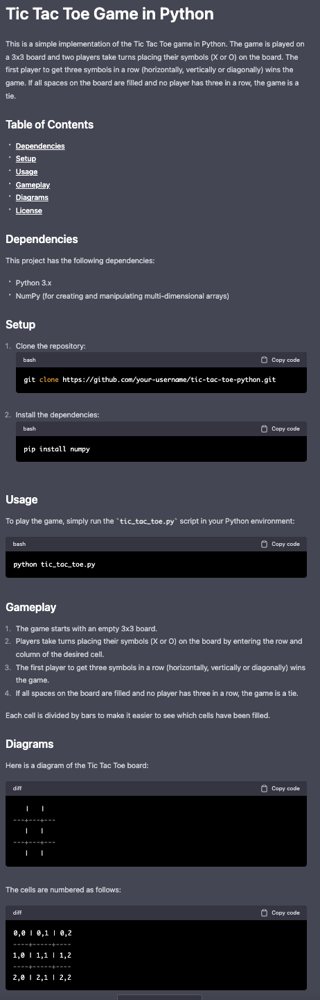 Tic Tac Toe Game in Python
This is a simple implementation of the Tic Tac Toe game in Python. The game is played on
a 3x3 board and two players take turns placing their symbols (X or O) on the board. The
first player to get three symbols in a row (horizontally, vertically or diagonally) wins the
game. If all spaces on the board are filled and no player has three in a row, the game is a
tie.
Table of Contents
• Dependencies
• Setup
• Usage
• Gameplay
• Diagrams
• License
Dependencies
This project has the following dependencies:
• Python 3.x
• NumPy (for creating and manipulating multi-dimensional arrays)
Setup
1. Clone the repository:
bash Copy code
git clone https://github.com/your-username/tic-tac-toe-python.git
2. Install the dependencies:
bash Copy code
pip install numpy
Usage
To play the game, simply run the `tic_tac_toe.py` script in your Python environment:
bash Copy code
python tic_tac_toe.py
Gameplay
1. The game starts with an empty 3x3 board.
2. Players take turns placing their symbols (X or O) on the board by entering the row and
column of the desired cell.
3. The first player to get three symbols in a row (horizontally, vertically or diagonally) wins
the game.
4. If all spaces on the board are filled and no player has three in a row, the game is a tie.
Each cell is divided by bars to make it easier to see which cells have been filled.
Diagrams
Here is a diagram of the Tic Tac Toe board:
diff Copy code
   |   |
---+---+---
   |   |
---+---+---
   |   |
The cells are numbered as follows:
diff Copy code
0,0 | 0,1 | 0,2
----+-----+----
1,0 | 1,1 | 1,2
----+-----+----
2,0 | 2,1 | 2,2